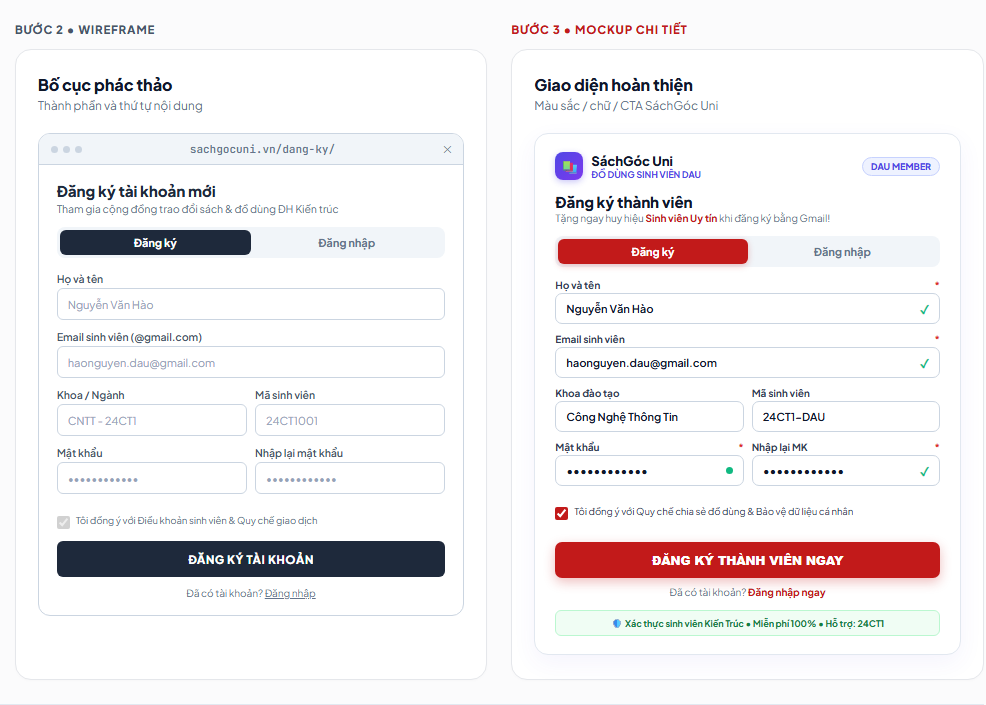 BƯỚC 2 • WIREFRAME
Bố cục phác thảo
Thành phần và thứ tự nội dung
sachgocuni.vn/dang-ky/
Đăng ký tài khoản mới
Tham gia cộng đồng trao đổi sách & đồ dùng ĐH Kiến trúc
Đăng ký
Đăng nhập
Họ và tên
Nguyễn Văn Hào
Email sinh viên (@gmail.com)
haonguyen.dau@gmail.com
Khoa / Ngành
Mã sinh viên
CNTT - 24CT1
24CT1001
Mật khẩu
Nhập lại mật khẩu
••••••••••••
••••••••••••
Tôi đồng ý với Điều khoản sinh viên & Quy chế giao dịch
ĐĂNG KÝ TÀI KHOẢN
Đã có tài khoản? Đăng nhập
BƯỚC 3 • MOCKUP CHI TIẾT
Giao diện hoàn thiện
Màu sắc / chữ / CTA SáchGóc Uni
SáchGóc Uni
ĐỒ DÙNG SINH VIÊN DAU
DAU MEMBER
Đăng ký thành viên
Tặng ngay huy hiệu Sinh viên Uy tín khi đăng ký bằng Gmail!
Đăng ký
Đăng nhập
Họ và tên *
Nguyễn Văn Hào ✓
Email sinh viên *
haonguyen.dau@gmail.com ✓
Khoa đào tạo
Mã sinh viên
Công Nghệ Thông Tin
24CT1-DAU
Mật khẩu *
Nhập lại MK *
••••••••••••
•••••••••••• ✓
Tôi đồng ý với Quy chế chia sẻ đồ dùng & Bảo vệ dữ liệu cá nhân
ĐĂNG KÝ THÀNH VIÊN NGAY
Đã có tài khoản? Đăng nhập ngay
Xác thực sinh viên Kiến Trúc • Miễn phí 100% • Hỗ trợ: 24CT1